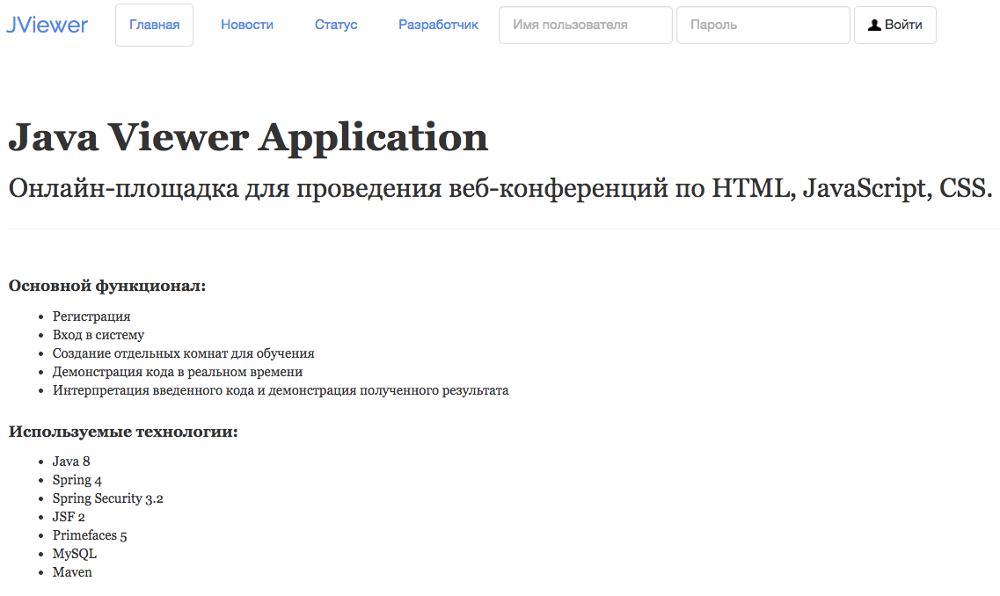 JViewer Главная Новости Статус Разработчик Имя пользователя Пароль Войти
Java Viewer Application
Онлайн-площадка для проведения веб-конференций по HTML, JavaScript, CSS.
Основной функционал:
Регистрация
Вход в систему
Создание отдельных комнат для обучения
Демонстрация кода в реальном времени
Интерпретация введенного кода и демонстрация полученного результата
Используемые технологии:
Java 8
Spring 4
Spring Security 3.2
JSF 2
Primefaces 5
MySQL
Maven